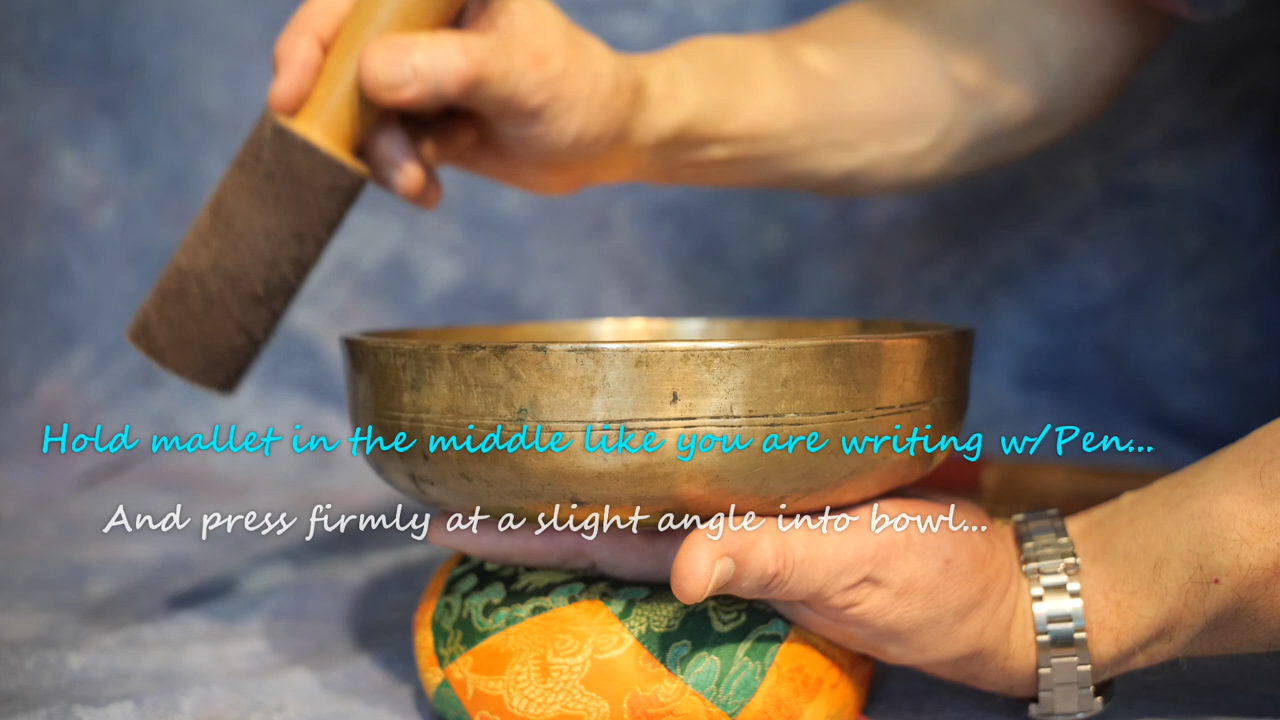 Hold mallet in the middle like you are writing w/Pen...
And press firmly at a slight angle into bowl...